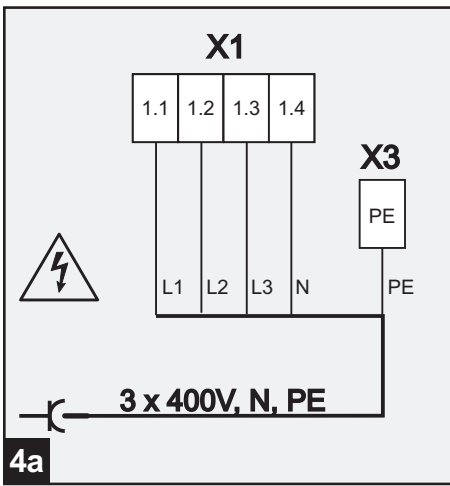 X1
1.1 1.2 1.3 1.4
X3
PE
L1 L2 L3 N PE
3 x 400V, N, PE
4a